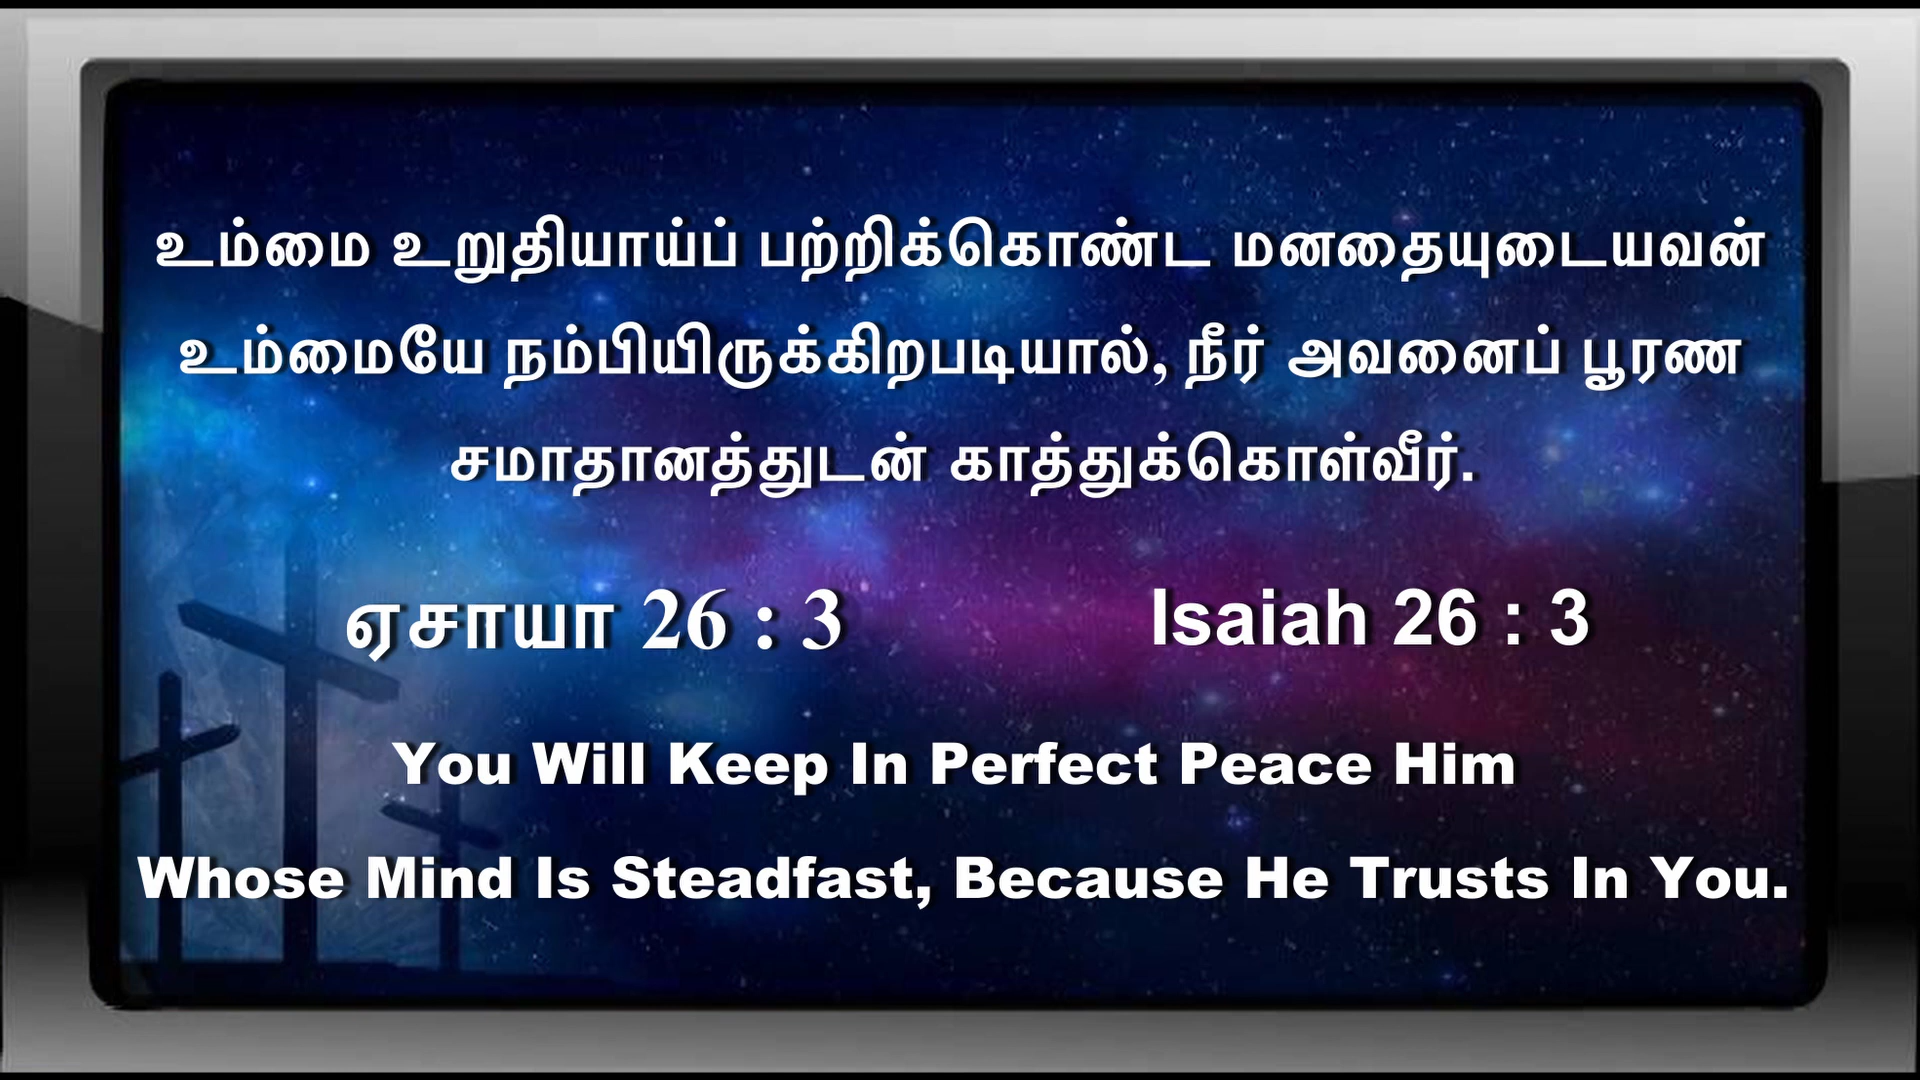 உம்மை உறுதியாய்ப் பற்றிக்கொண்ட மனதையுடையவன்
உம்மையே நம்பியிருக்கிறபடியால், நீர் அவனைப் பூரண
சமாதானத்துடன் காத்துக்கொள்வீர்.
ஏசாயா 26 : 3 Isaiah 26 : 3
You Will Keep In Perfect Peace Him
Whose Mind Is Steadfast, Because He Trusts In You.